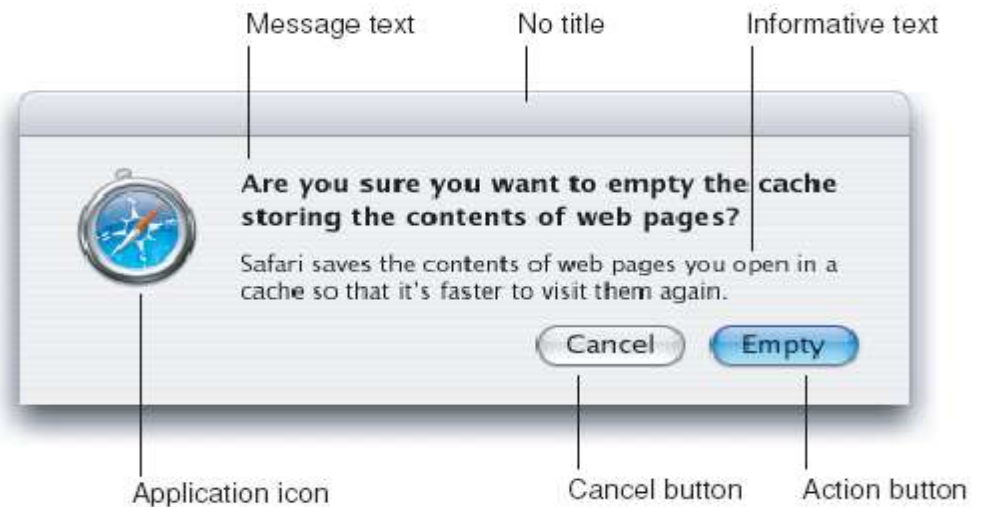 Message text
No title
Informative text
Are you sure you want to empty the cache
storing the contents of web pages?
Safari saves the contents of web pages you open in a
cache so that it's faster to visit them again.
Cancel
Empty
Application icon
Cancel button
Action button